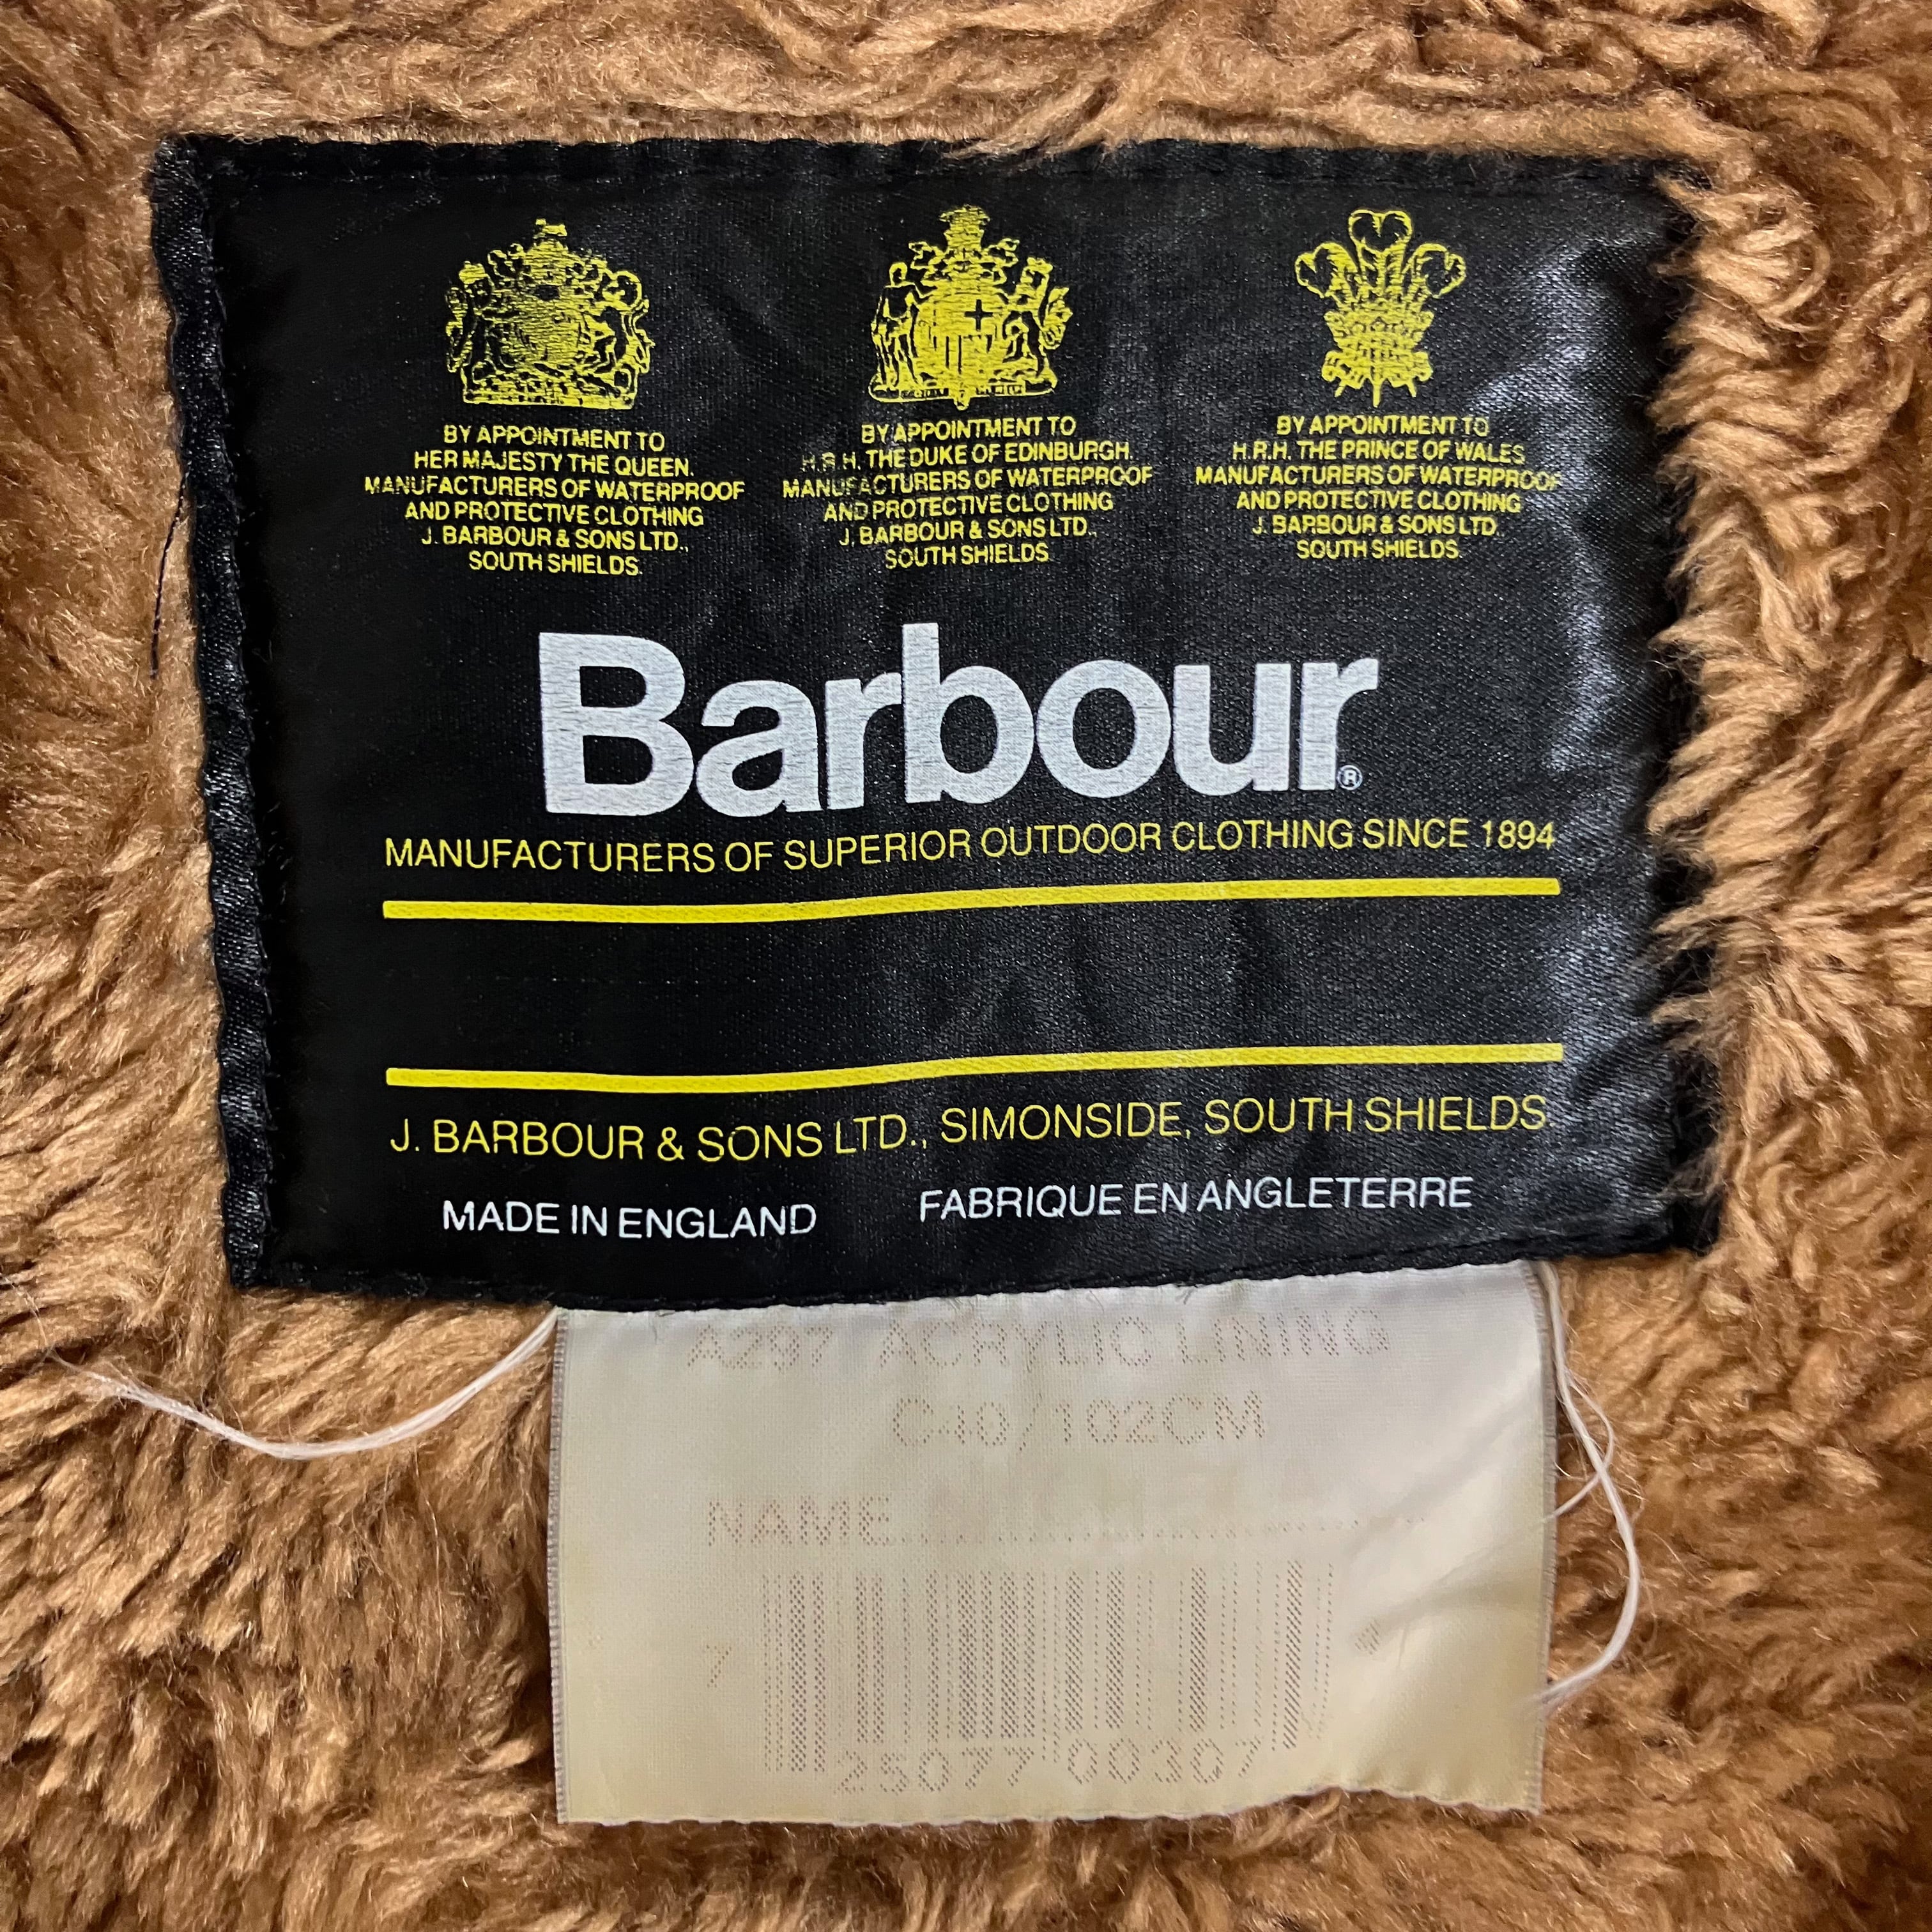 BY APPOINTMENT TO
HER MAJESTY THE QUEEN.
MANUFACTURERS OF WATERPROOF
AND PROTECTIVE CLOTHING
J. BARBOUR & SONS LTD.,
SOUTH SHIELDS.
BY APPOINTMENT TO
H.R.H. THE DUKE OF EDINBURGH.
MANUFACTURERS OF WATERPROOF
AND PROTECTIVE CLOTHING
J. BARBOUR & SONS LTD.,
SOUTH SHIELDS.
BY APPOINTMENT TO
H.R.H. THE PRINCE OF WALES
MANUFACTURERS OF WATERPROOF
AND PROTECTIVE CLOTHING
J. BARBOUR & SONS LTD.
SOUTH SHIELDS.
Barbour®
MANUFACTURERS OF SUPERIOR OUTDOOR CLOTHING SINCE 1894
J. BARBOUR & SONS LTD., SIMONSIDE, SOUTH SHIELDS
MADE IN ENGLAND FABRIQUE EN ANGLETERRE
A297 ACRYLIC LINING
C40/102CM
NAME
7 25077 00307